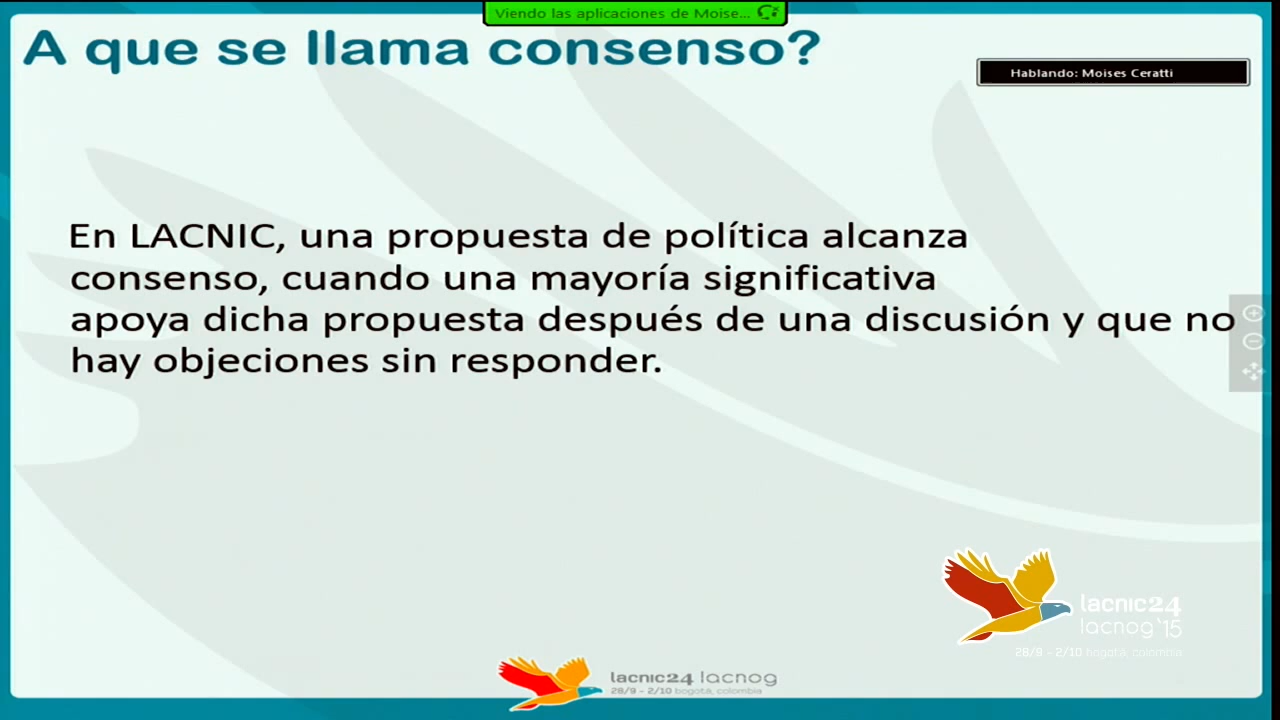 Viendo las aplicaciones de Moise...
A que se llama consenso?
Hablando: Moises Ceratti
En LACNIC, una propuesta de política alcanza
consenso, cuando una mayoría significativa
apoya dicha propuesta después de una discusión y que no
hay objeciones sin responder.
lacnic24
lacnog'15
28/9 - 2/10 bogotá, colombia
lacnic24 lacnog
28/9 - 2/10 bogotá, colombia